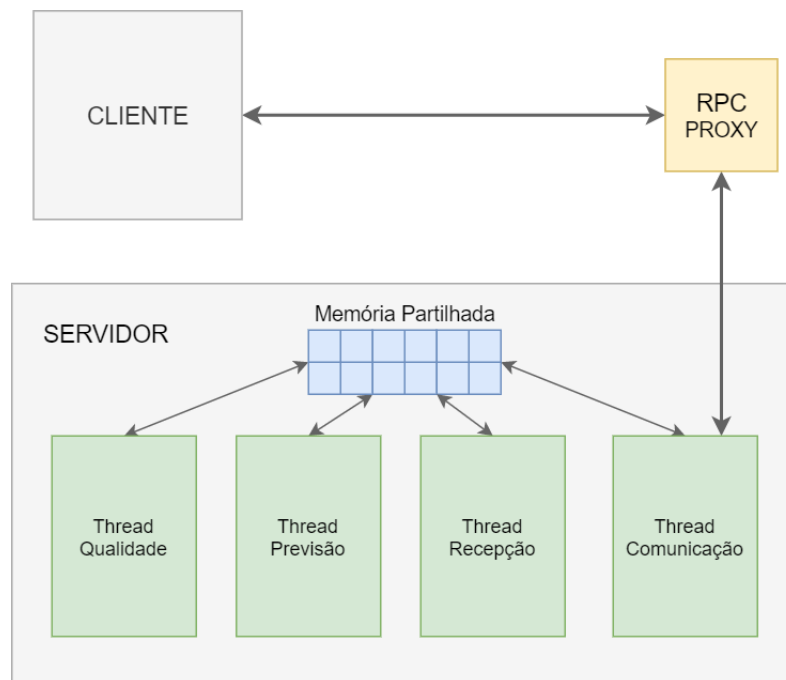 CLIENTE
RPC
PROXY
Memória Partilhada
SERVIDOR
Thread
Qualidade
Thread
Previsão
Thread
Recepção
Thread
Comunicação